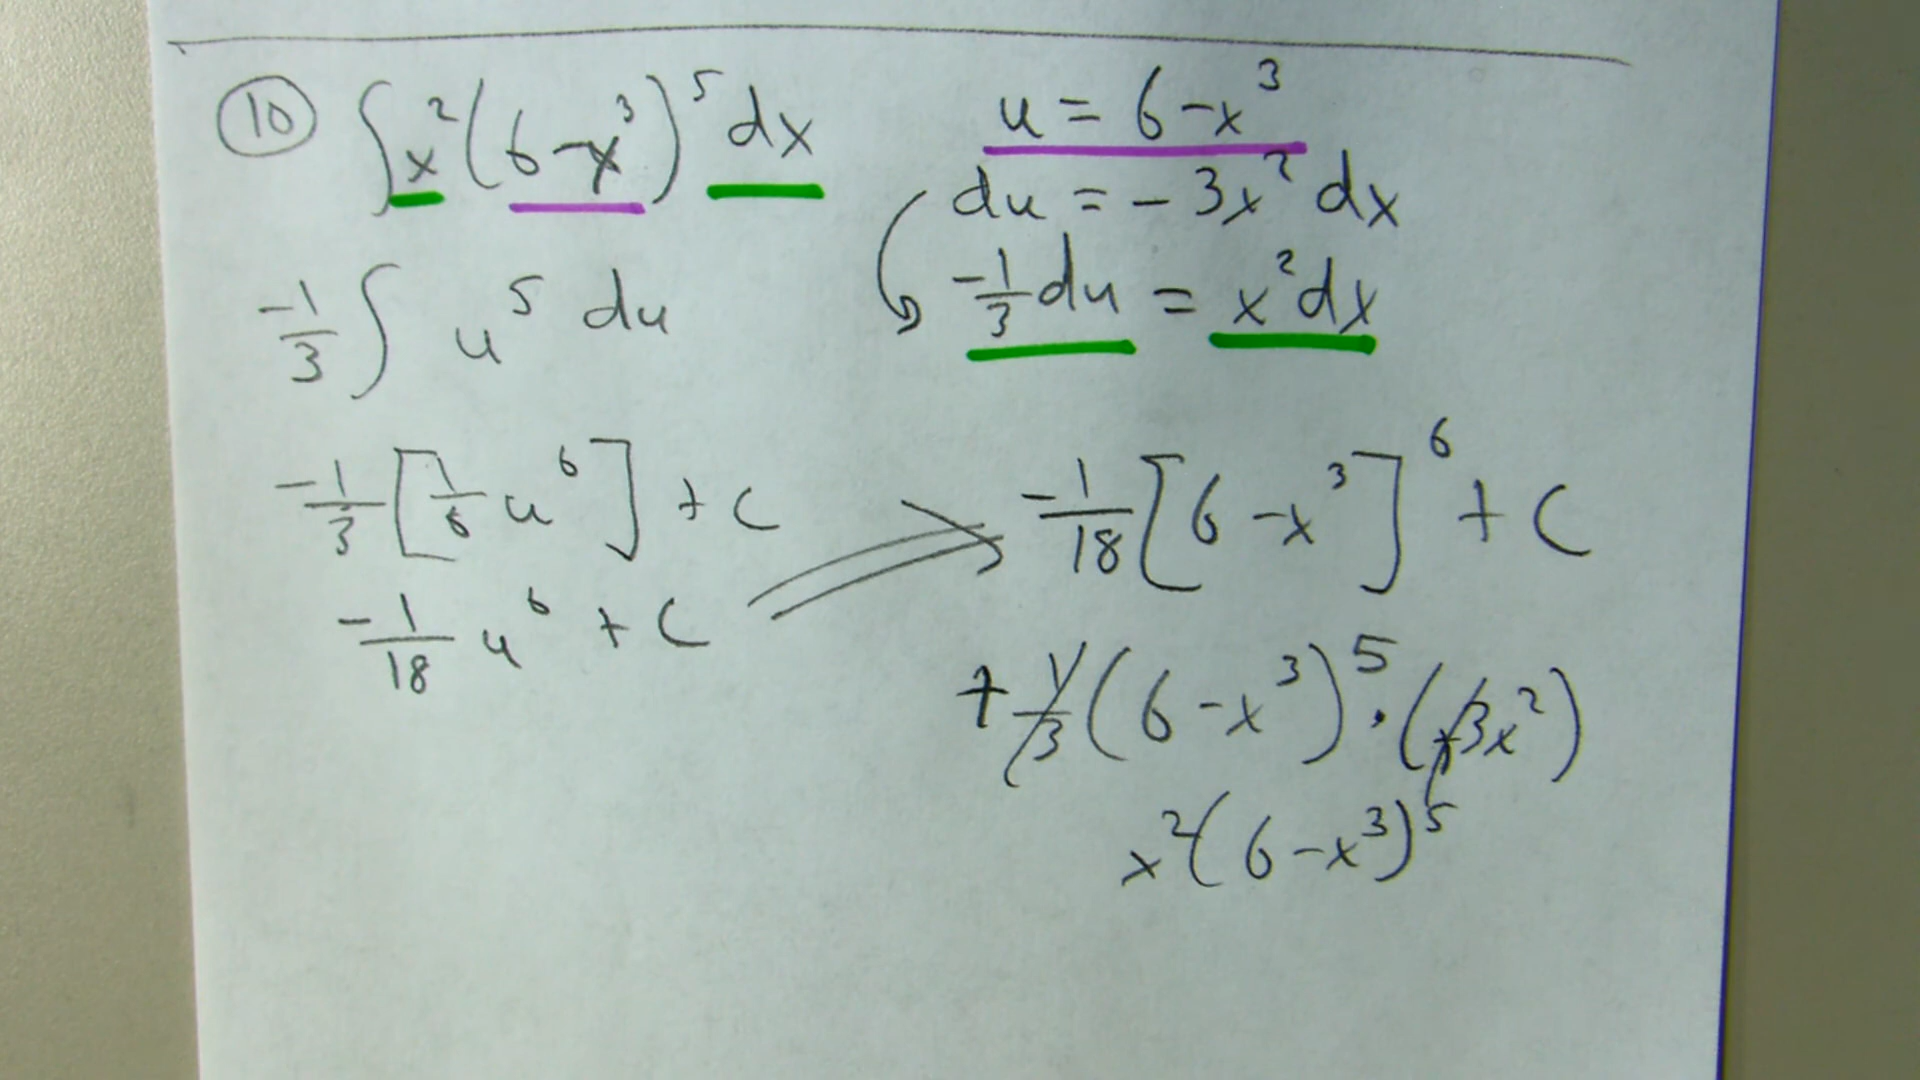 10 ∫ x²(6-x³)⁵ dx
u = 6-x³
du = -3x² dx
-1/3 du = x²dx
-1/3 ∫ u⁵ du
-1/3 [1/6 u⁶] + C
-1/18 u⁶ + C
-1/18 [6-x³]⁶ + C
+ 1/3 (6-x³)⁵ · (+3x²)
x²(6-x³)⁵